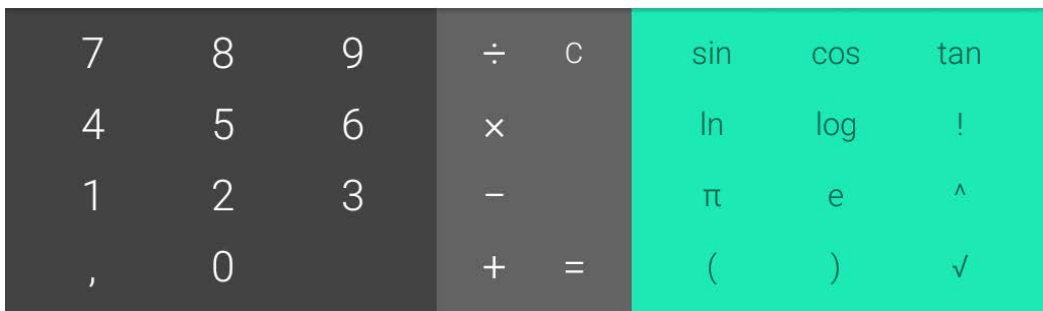 7 8 9 ÷ C sin cos tan
4 5 6 × ln log !
1 2 3 − π e ^
, 0 + = ( ) √